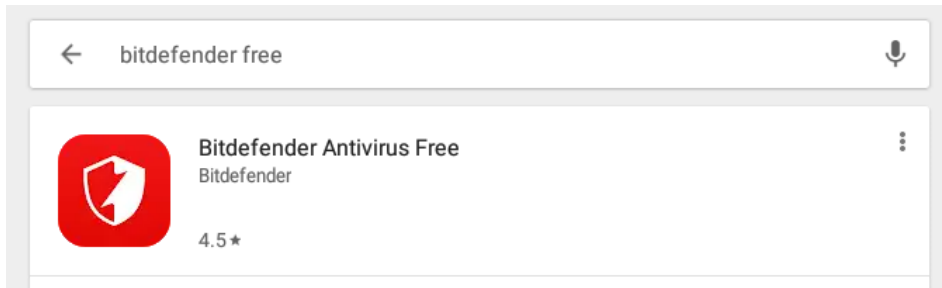 bitdefender free
Bitdefender Antivirus Free
Bitdefender
4.5★